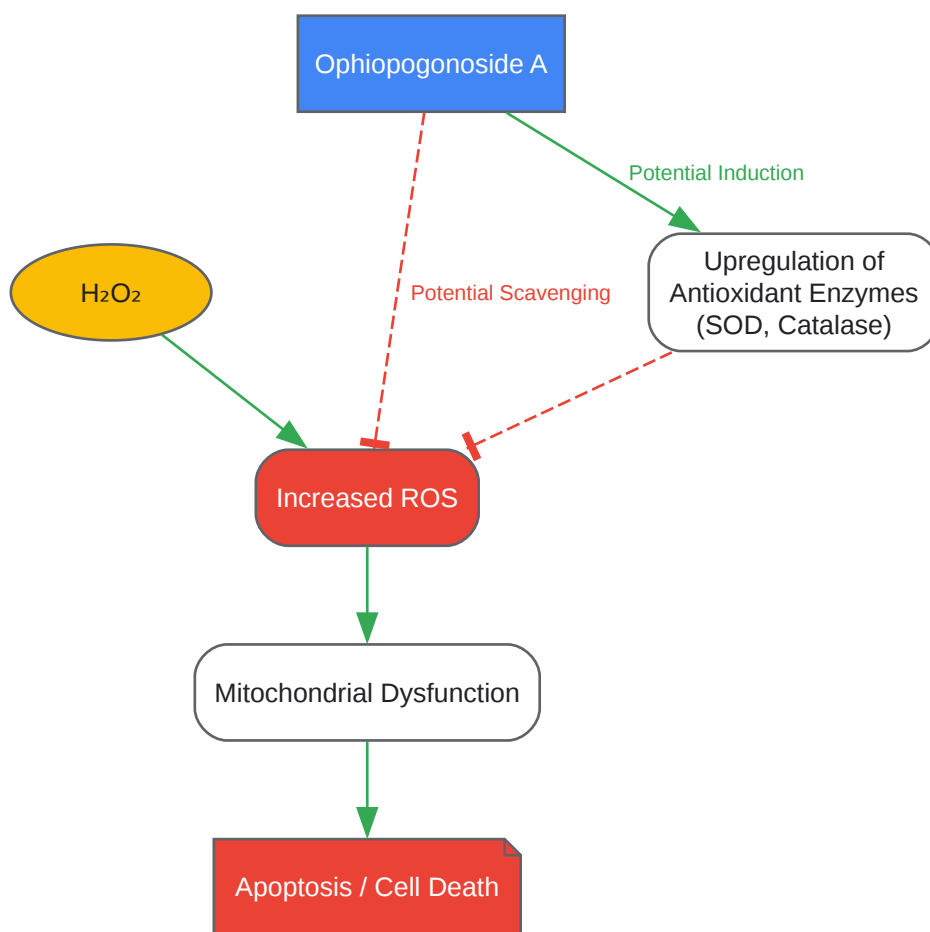 Ophiopogonoside A
Potential Induction
Upregulation of
Antioxidant Enzymes
(SOD, Catalase)
H₂O₂
Potential Scavenging
Increased ROS
Mitochondrial Dysfunction
Apoptosis / Cell Death